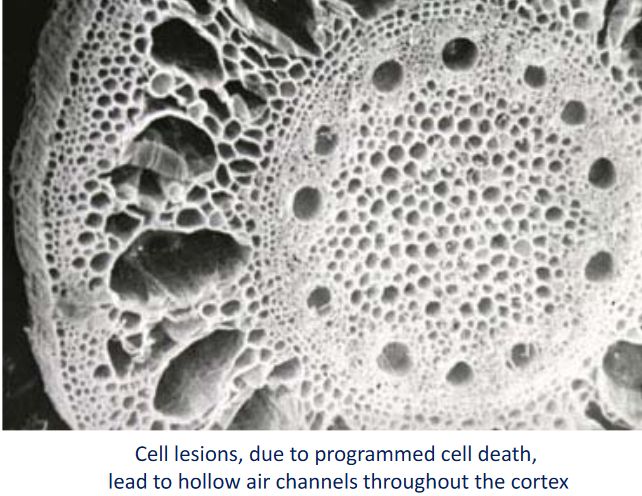 Cell lesions, due to programmed cell death,
lead to hollow air channels throughout the cortex